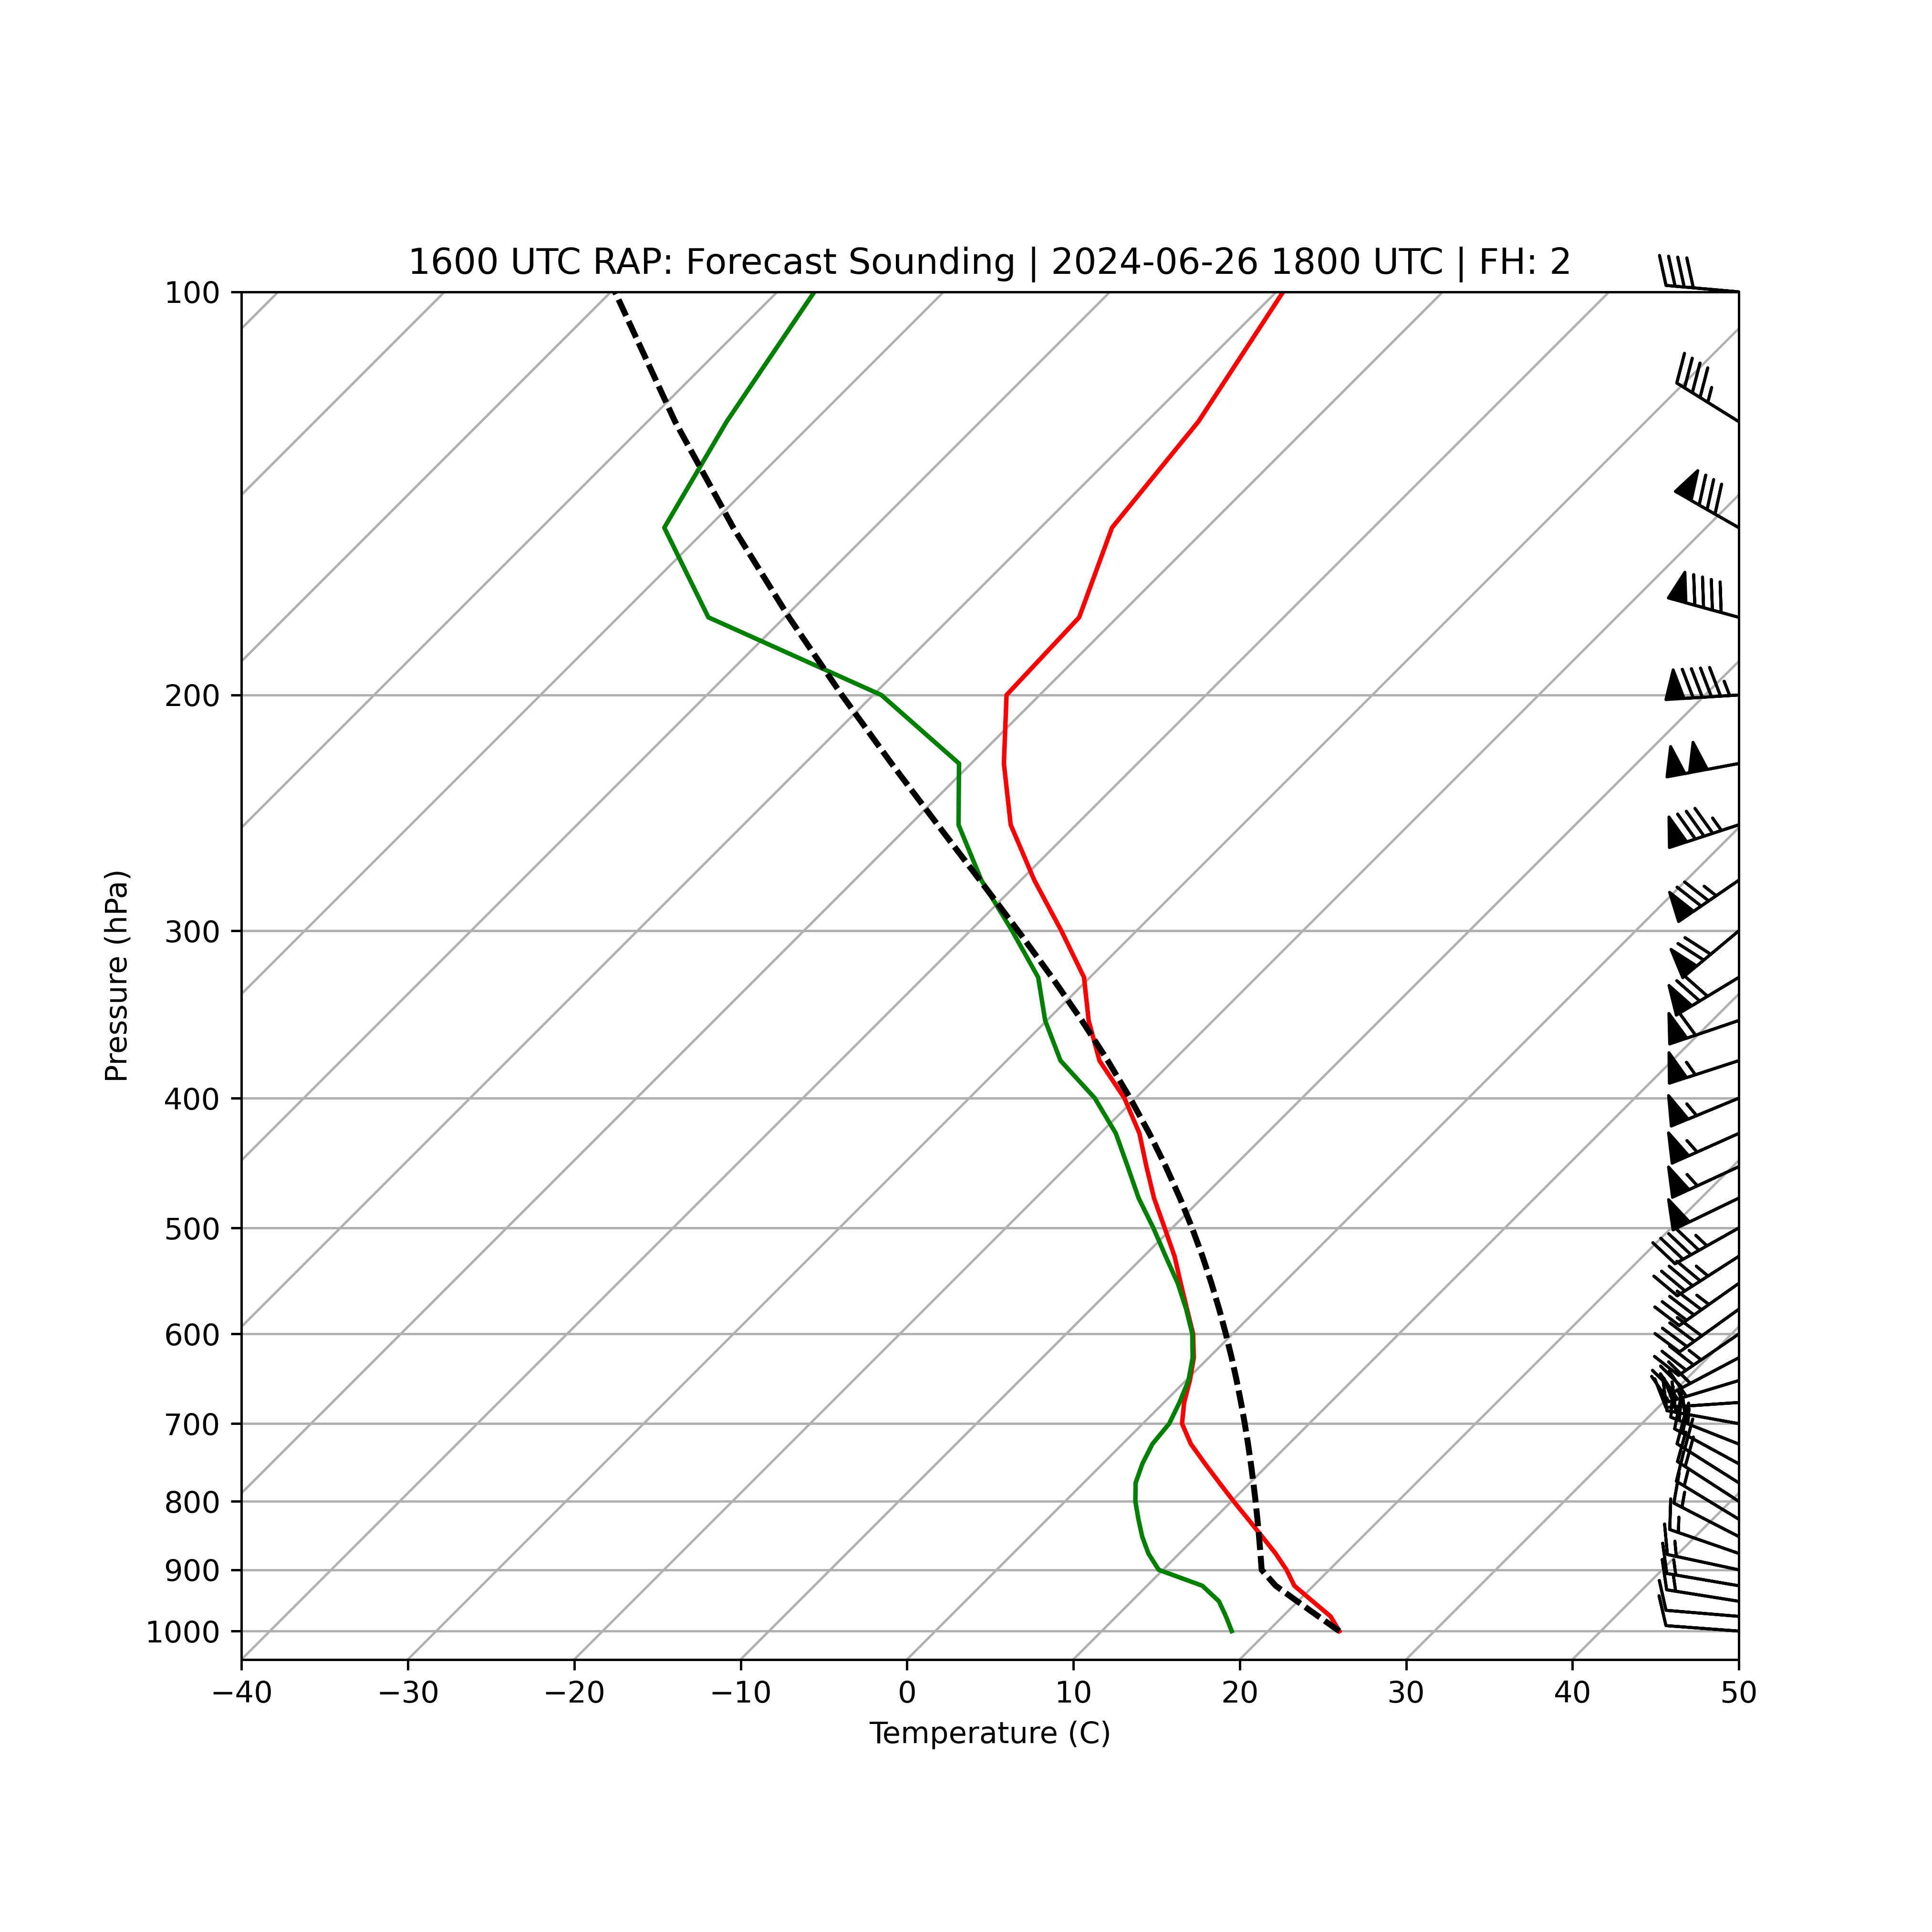 1600 UTC RAP: Forecast Sounding | 2024-06-26 1800 UTC | FH: 2
100
200
300
400
500
600
700
800
900
1000
Pressure (hPa)
−40 −30 −20 −10 0 10 20 30 40 50
Temperature (C)